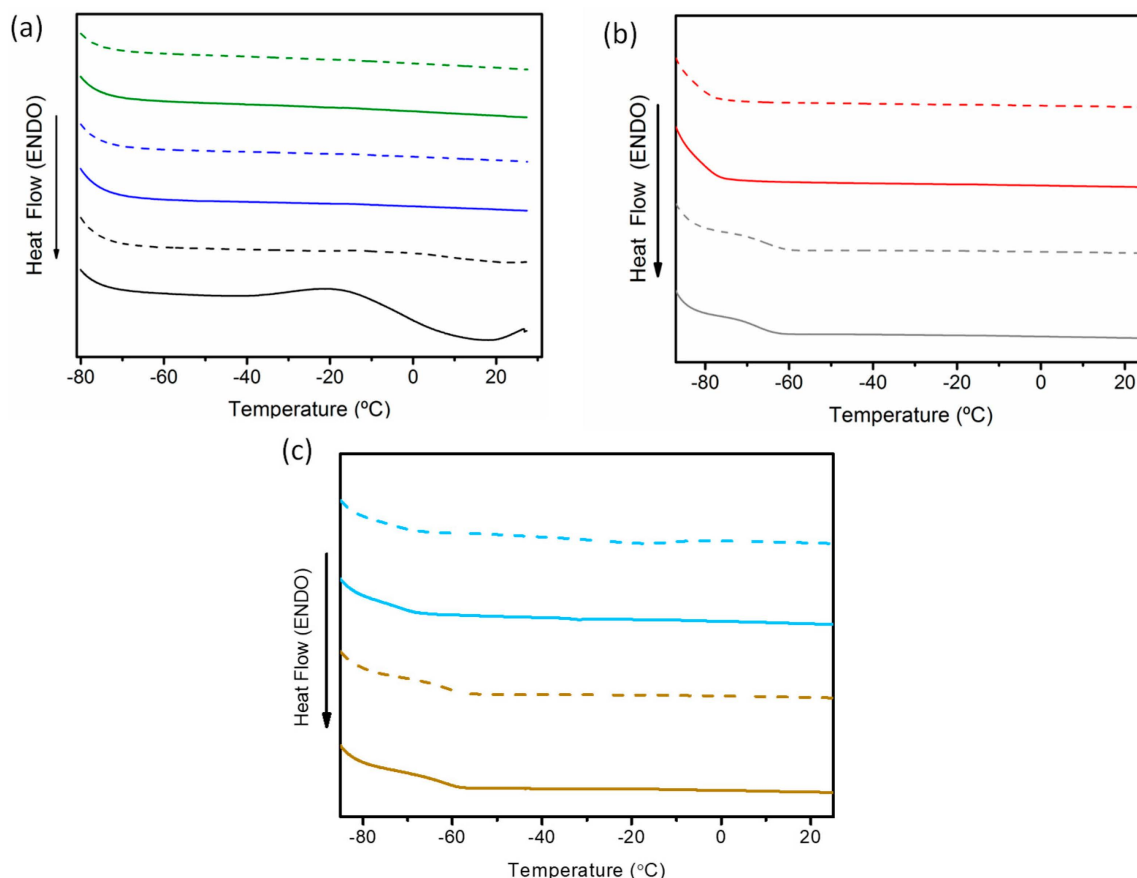 (a)
Heat Flow (ENDO)
-80 -60 -40 -20 0 20
Temperature (ºC)
(b)
Heat Flow (ENDO)
-80 -60 -40 -20 0 20
Temperature (ºC)
(c)
Heat Flow (ENDO)
-80 -60 -40 -20 0 20
Temperature (°C)